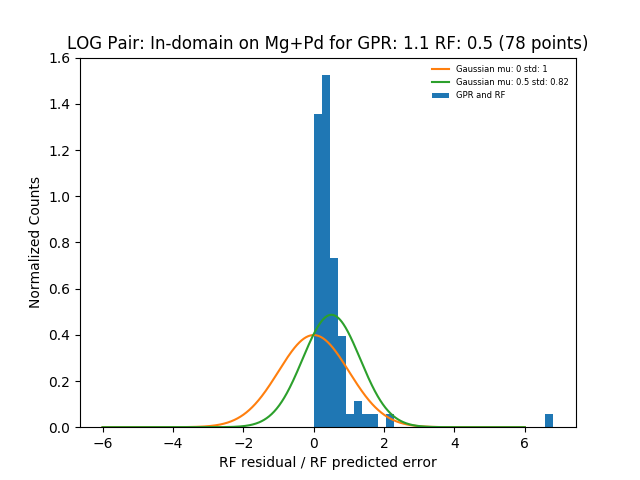 LOG Pair: In-domain on Mg+Pd for GPR: 1.1 RF: 0.5 (78 points)
Gaussian mu: 0 std: 1
Gaussian mu: 0.5 std: 0.82
GPR and RF
Normalized Counts
1.6
1.4
1.2
1.0
0.8
0.6
0.4
0.2
0.0
−6 −4 −2 0 2 4 6
RF residual / RF predicted error